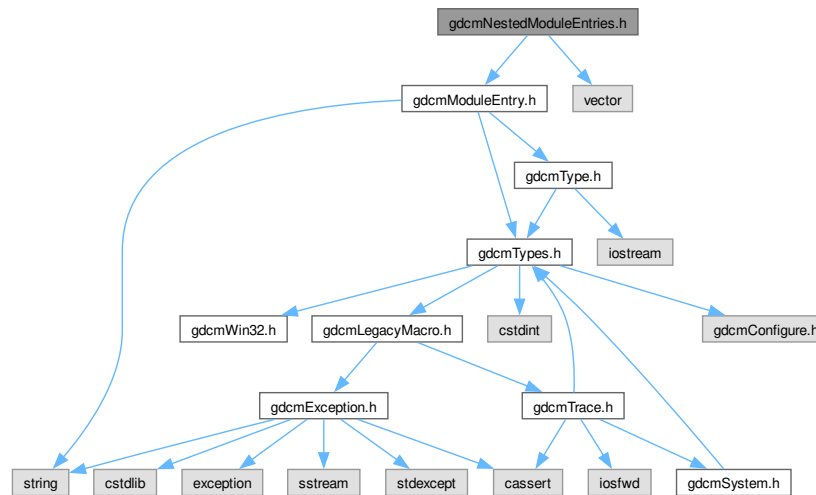 gdcmNestedModuleEntries.h
gdcmModuleEntry.h
vector
gdcmType.h
gdcmTypes.h
iostream
gdcmWin32.h
gdcmLegacyMacro.h
cstdint
gdcmConfigure.h
gdcmException.h
gdcmTrace.h
string
cstdlib
exception
sstream
stdexcept
cassert
iosfwd
gdcmSystem.h